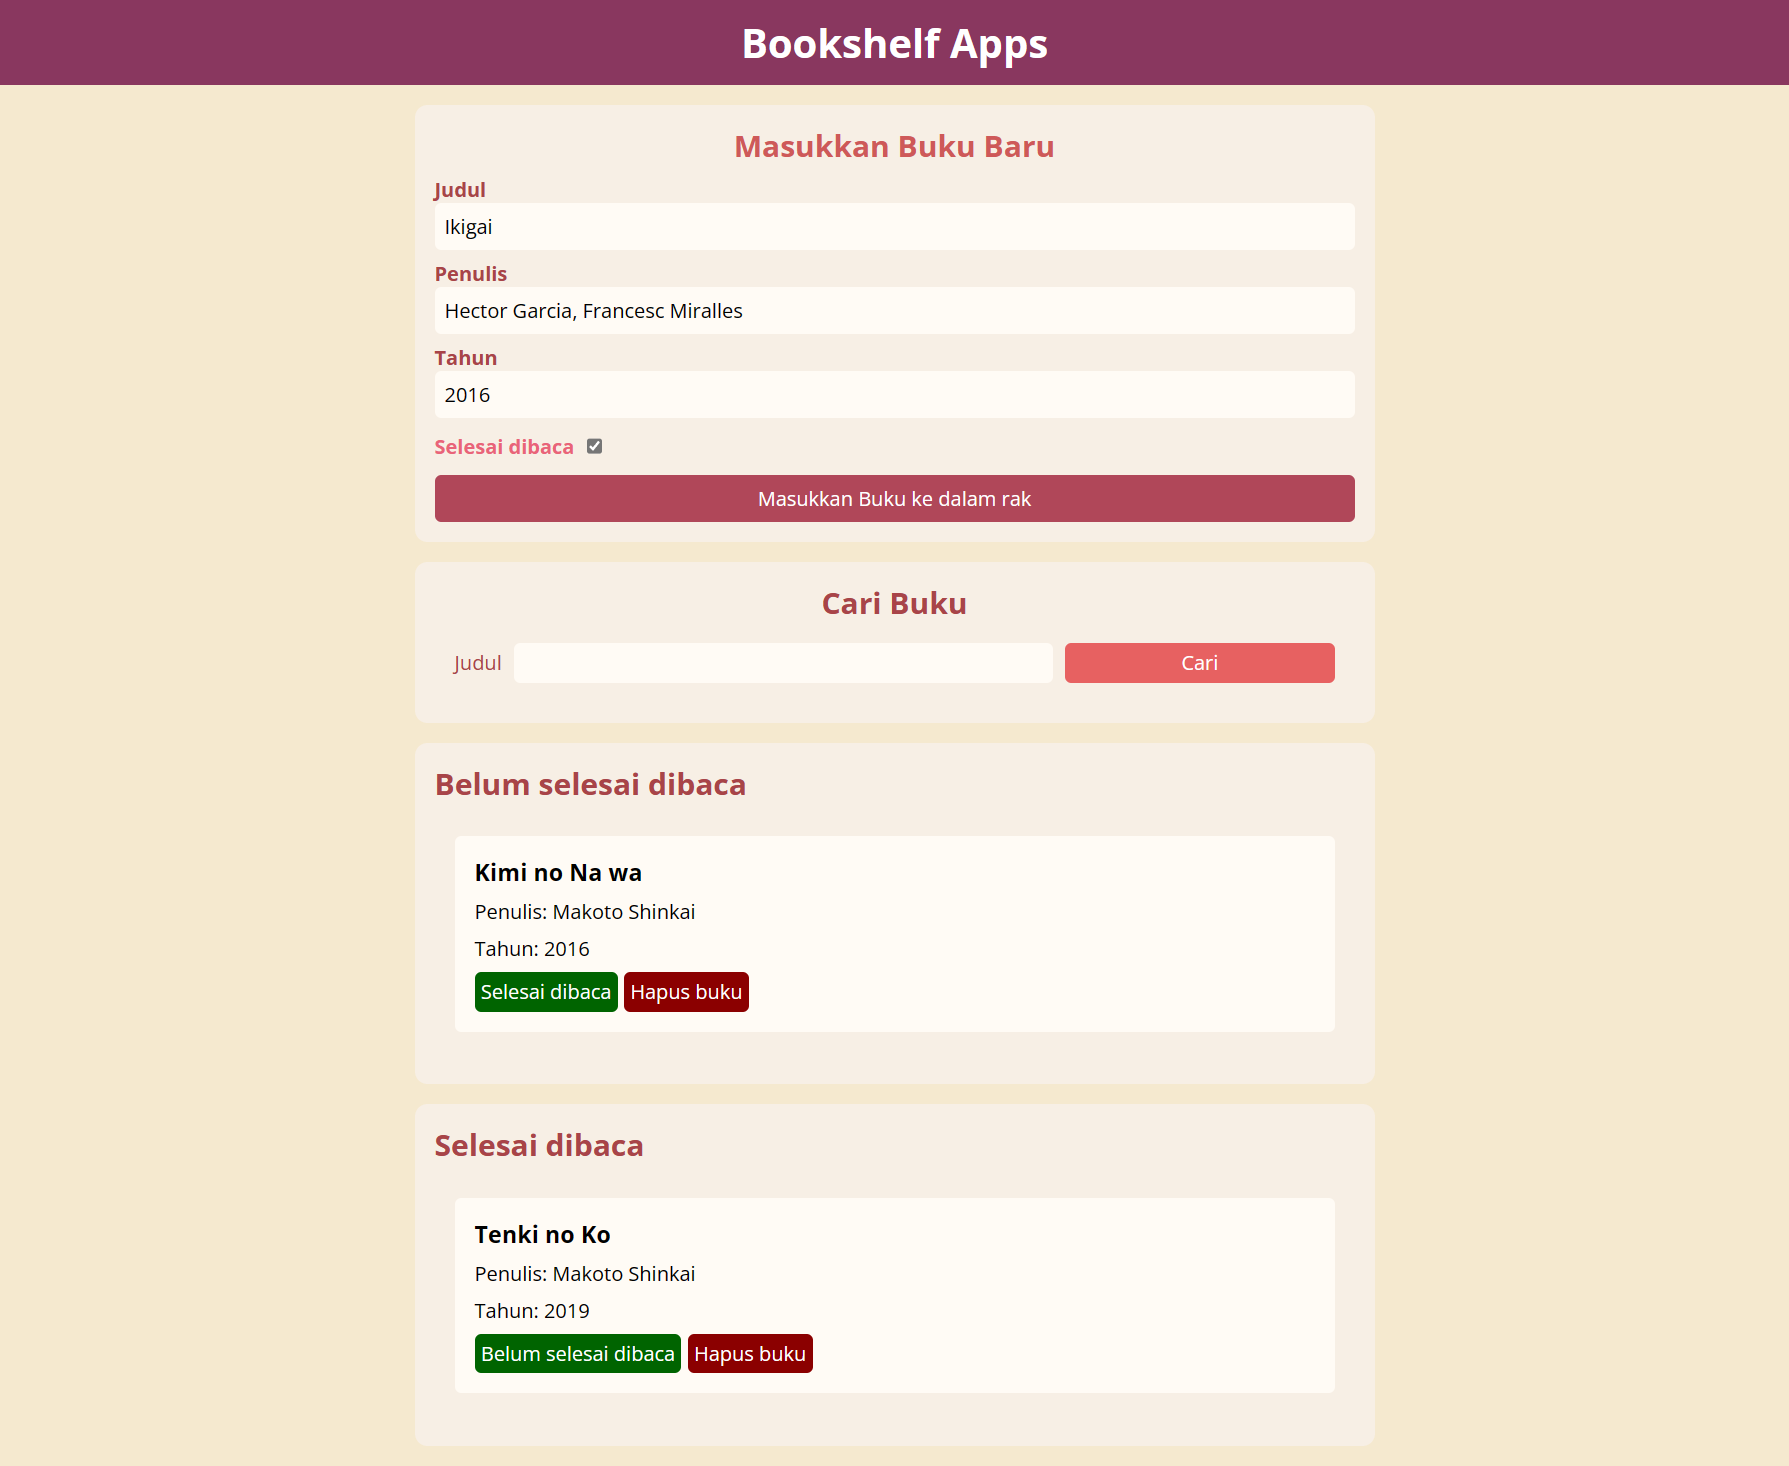 Bookshelf Apps
Masukkan Buku Baru
Judul
Ikigai
Penulis
Hector Garcia, Francesc Miralles
Tahun
2016
Selesai dibaca
Masukkan Buku ke dalam rak
Cari Buku
Judul Cari
Belum selesai dibaca
Kimi no Na wa
Penulis: Makoto Shinkai
Tahun: 2016
Selesai dibaca Hapus buku
Selesai dibaca
Tenki no Ko
Penulis: Makoto Shinkai
Tahun: 2019
Belum selesai dibaca Hapus buku